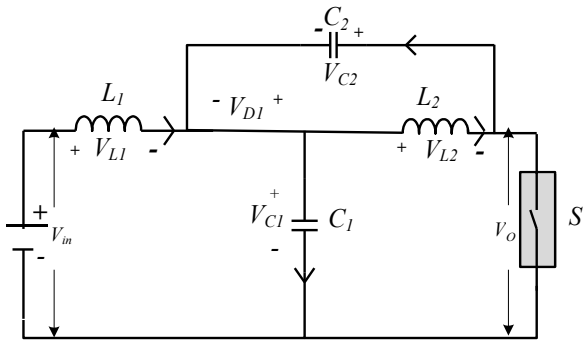 - C2 +
VC2
L1
- VD1 +
L2
+ VL1 -
+ VL2 -
+
Vin
-
+
VC1
-
C1
VO
S